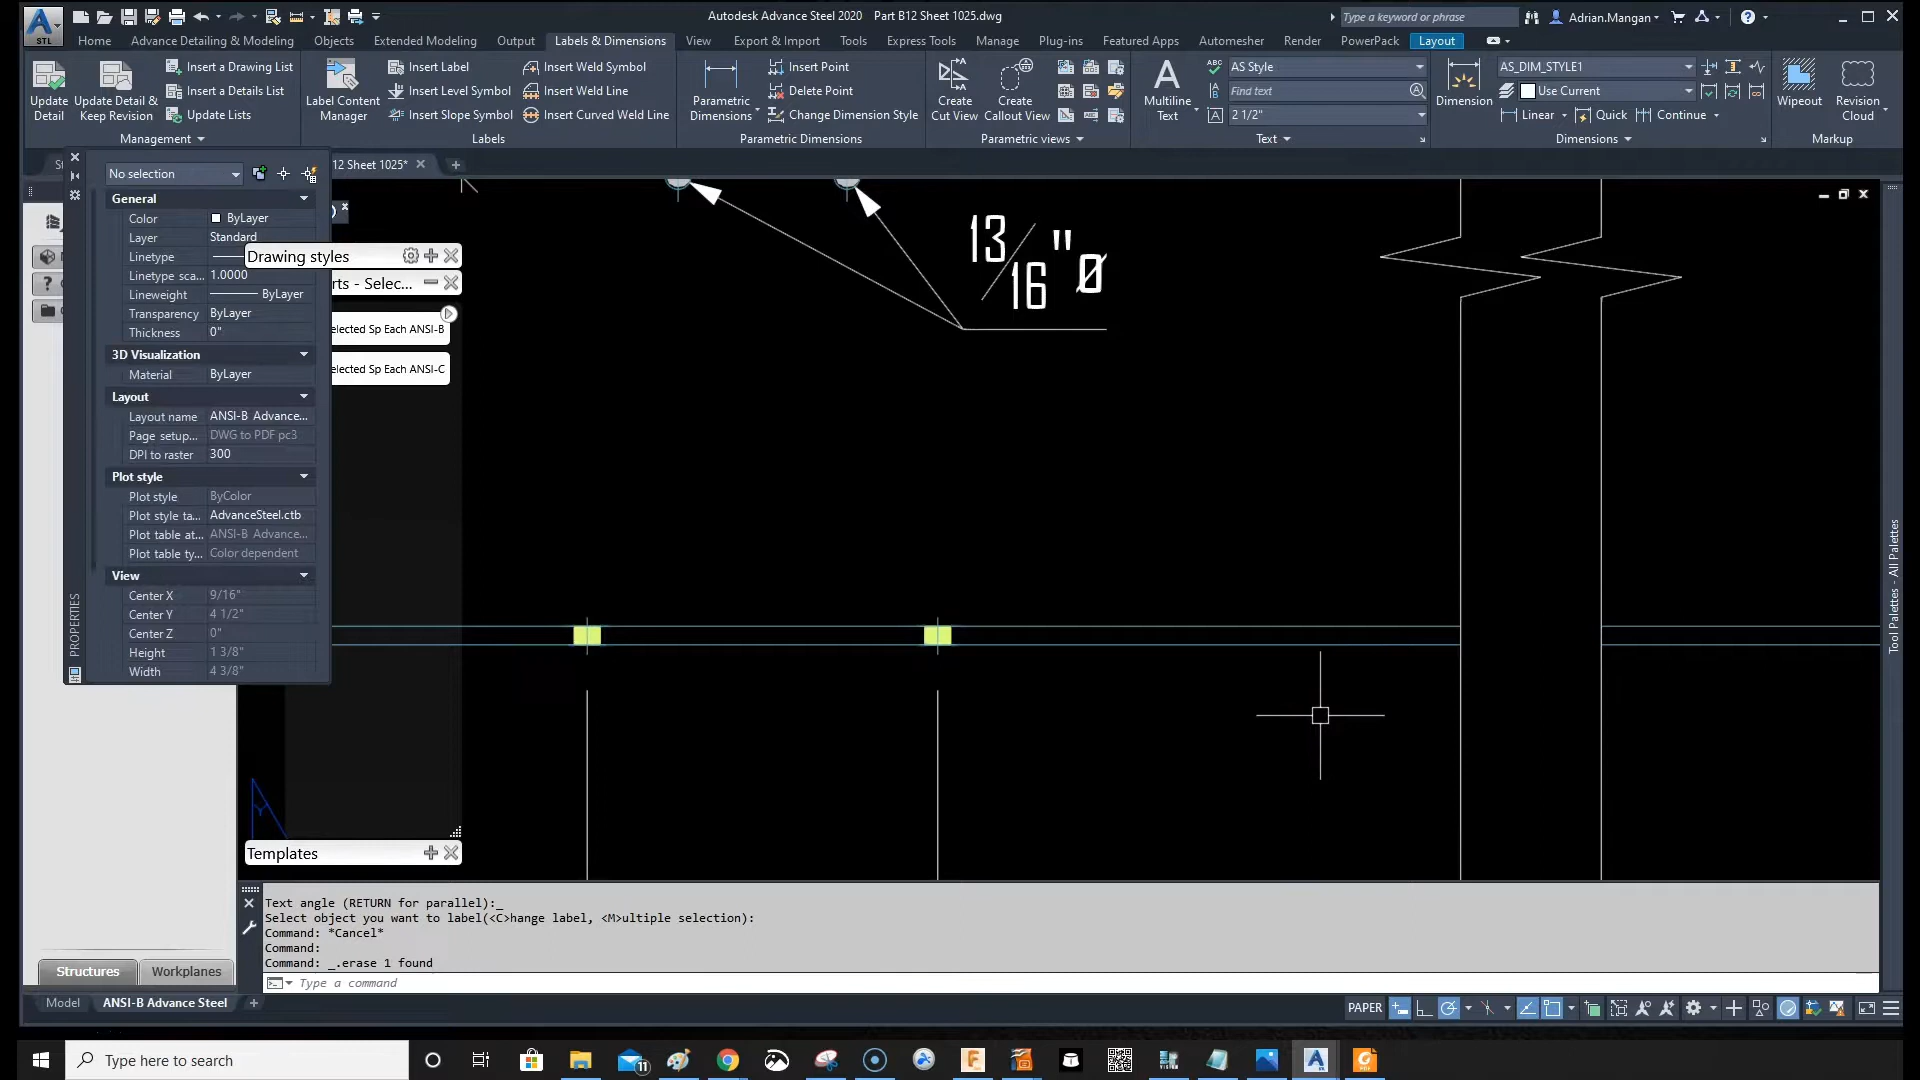 Autodesk Advance Steel 2020 Part B12 Sheet 1025.dwg
Type a keyword or phrase
Adrian.Mangan
STL
Home Advance Detailing & Modeling Objects Extended Modeling Output Labels & Dimensions View Export & Import Tools Express Tools Manage Plug-ins Featured Apps Automesher Render PowerPack Layout
Update Detail
Update Detail & Keep Revision
Insert a Drawing List
Insert a Details List
Update Lists
Management
Label Content Manager
Insert Label
Insert Level Symbol
Insert Slope Symbol
Insert Weld Symbol
Insert Weld Line
Insert Curved Weld Line
Labels
Parametric Dimensions
Insert Point
Delete Point
Change Dimension Style
Parametric Dimensions
Create Cut View
Create Callout View
Parametric views
Multiline Text
AS Style
Find text
2 1/2"
Text
Dimension
AS_DIM_STYLE1
Use Current
Linear Quick Continue
Dimensions
Wipeout
Revision Cloud
Markup
12 Sheet 1025*
No selection
General
Color ByLayer
Layer Standard
Linetype
Linetype sca... 1.0000
Lineweight ByLayer
Transparency ByLayer
Thickness 0"
3D Visualization
Material ByLayer
Layout
Layout name ANSI-B Advance...
Page setup... DWG to PDF pc3
DPI to raster 300
Plot style
Plot style ByColor
Plot style ta... AdvanceSteel.ctb
Plot table at... ANSI-B Advance...
Plot table ty... Color dependent
View
Center X 9/16"
Center Y 4 1/2"
Center Z 0"
Height 1 3/8"
Width 4 3/8"
PROPERTIES
Drawing styles
rts - Selec...
elected Sp Each ANSI-B
elected Sp Each ANSI-C
Templates
13/16"Ø
Y
Tool Palettes - All Palettes
Text angle (RETURN for parallel):_
Select object you want to label(<C>hange label, <M>ultiple selection):
Command: *Cancel*
Command:
Command: _.erase 1 found
Type a command
Structures Workplanes
Model ANSI-B Advance Steel
PAPER
Type here to search
11